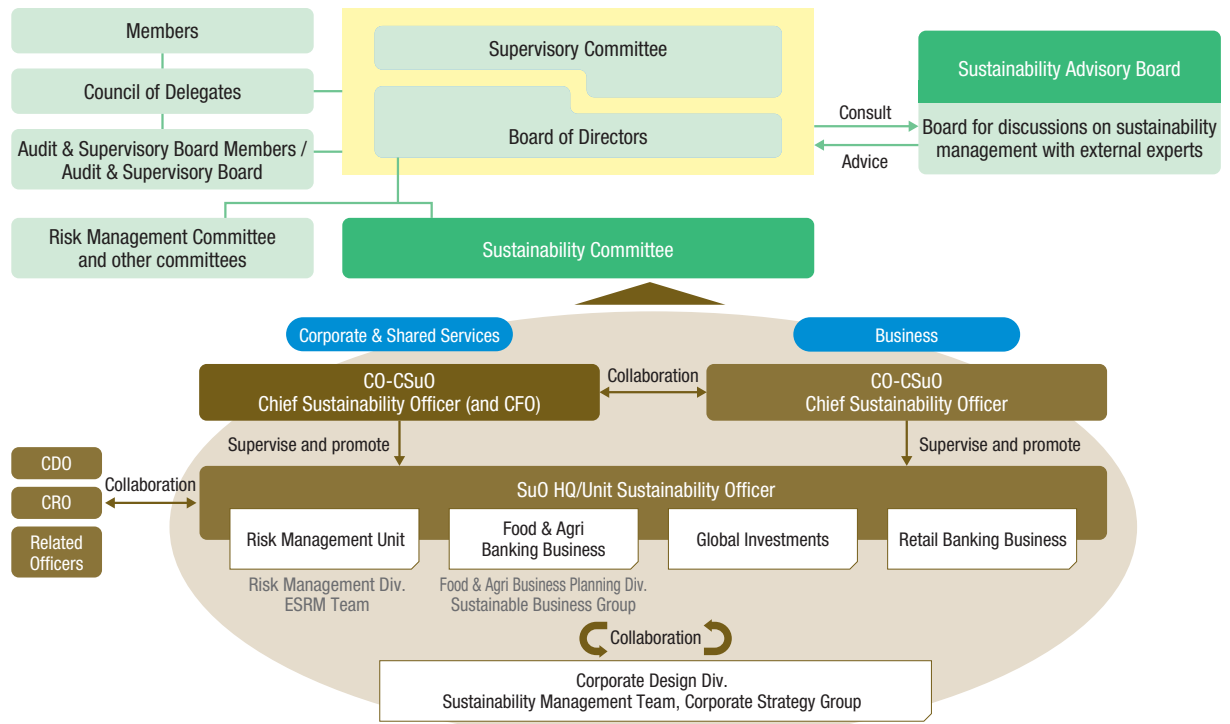 Members
Council of Delegates
Audit & Supervisory Board Members /
Audit & Supervisory Board
Supervisory Committee
Board of Directors
Consult
Advice
Sustainability Advisory Board
Board for discussions on sustainability
management with external experts
Risk Management Committee
and other committees
Sustainability Committee
Corporate & Shared Services
Business
CO-CSuO
Chief Sustainability Officer (and CFO)
Collaboration
CO-CSuO
Chief Sustainability Officer
Supervise and promote
Supervise and promote
CDO
CRO
Related
Officers
Collaboration
SuO HQ/Unit Sustainability Officer
Risk Management Unit
Food & Agri
Banking Business
Global Investments
Retail Banking Business
Risk Management Div.
ESRM Team
Food & Agri Business Planning Div.
Sustainable Business Group
Collaboration
Corporate Design Div.
Sustainability Management Team, Corporate Strategy Group